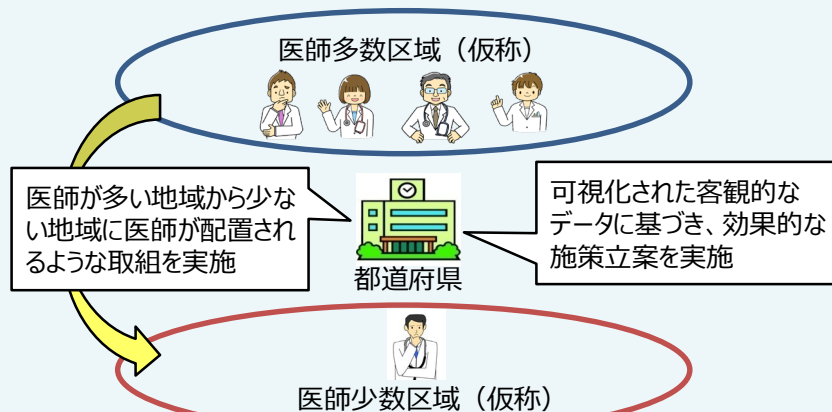 医師多数区域（仮称）
医師が多い地域から少な
い地域に医師が配置され
るような取組を実施
可視化された客観的な
データに基づき、効果的な
施策立案を実施
都道府県
医師少数区域（仮称）